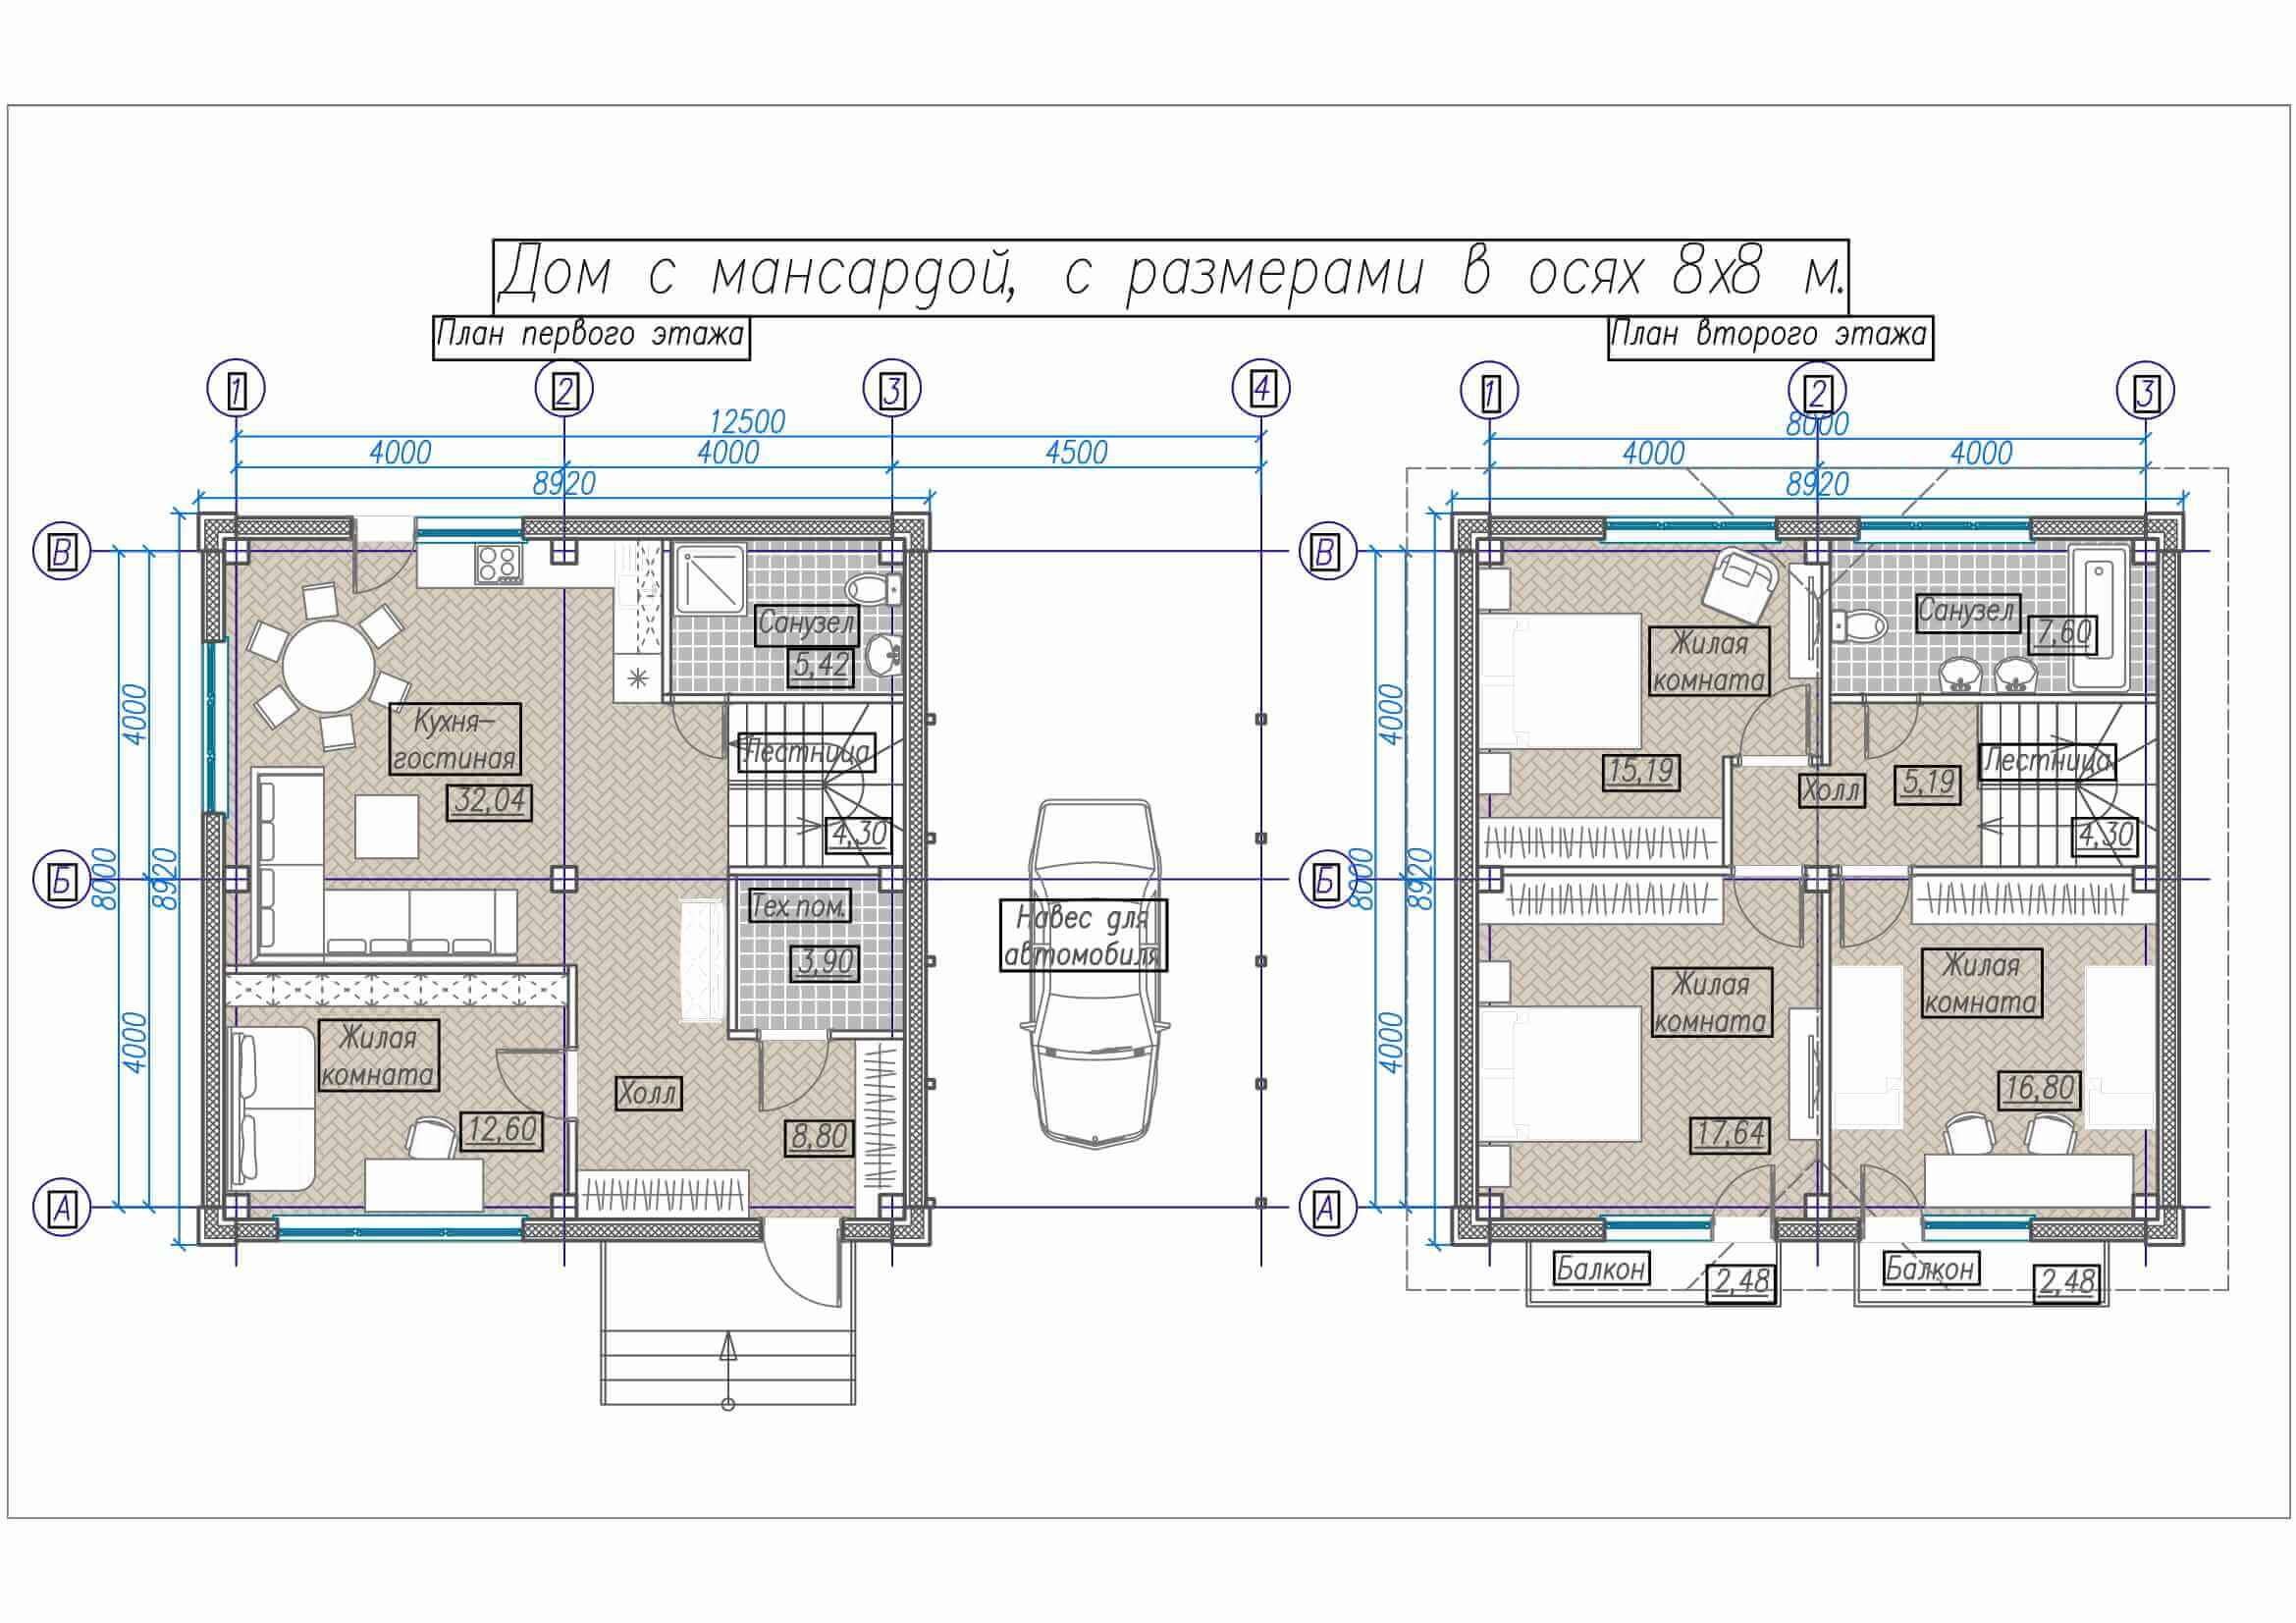 Дом с мансардой, с размерами в осях 8х8 м.
План первого этажа
План второго этажа
1
2
3
4
1
2
3
12500
4000
4000
4500
8920
8000
4000
4000
8920
В
Б
А
4000
4000
8000
8920
Санузел
5,42
Кухня-
гостиная
32,04
Лестница
4,30
Тех.пом.
3,90
Жилая
комната
12,60
Холл
8,80
Навес для
автомобиля
В
Б
А
4000
4000
8000
8920
Санузел
7,60
Жилая
комната
15,19
Холл
5,19
Лестница
4,30
Жилая
комната
17,64
Жилая
комната
16,80
Балкон
2,48
Балкон
2,48